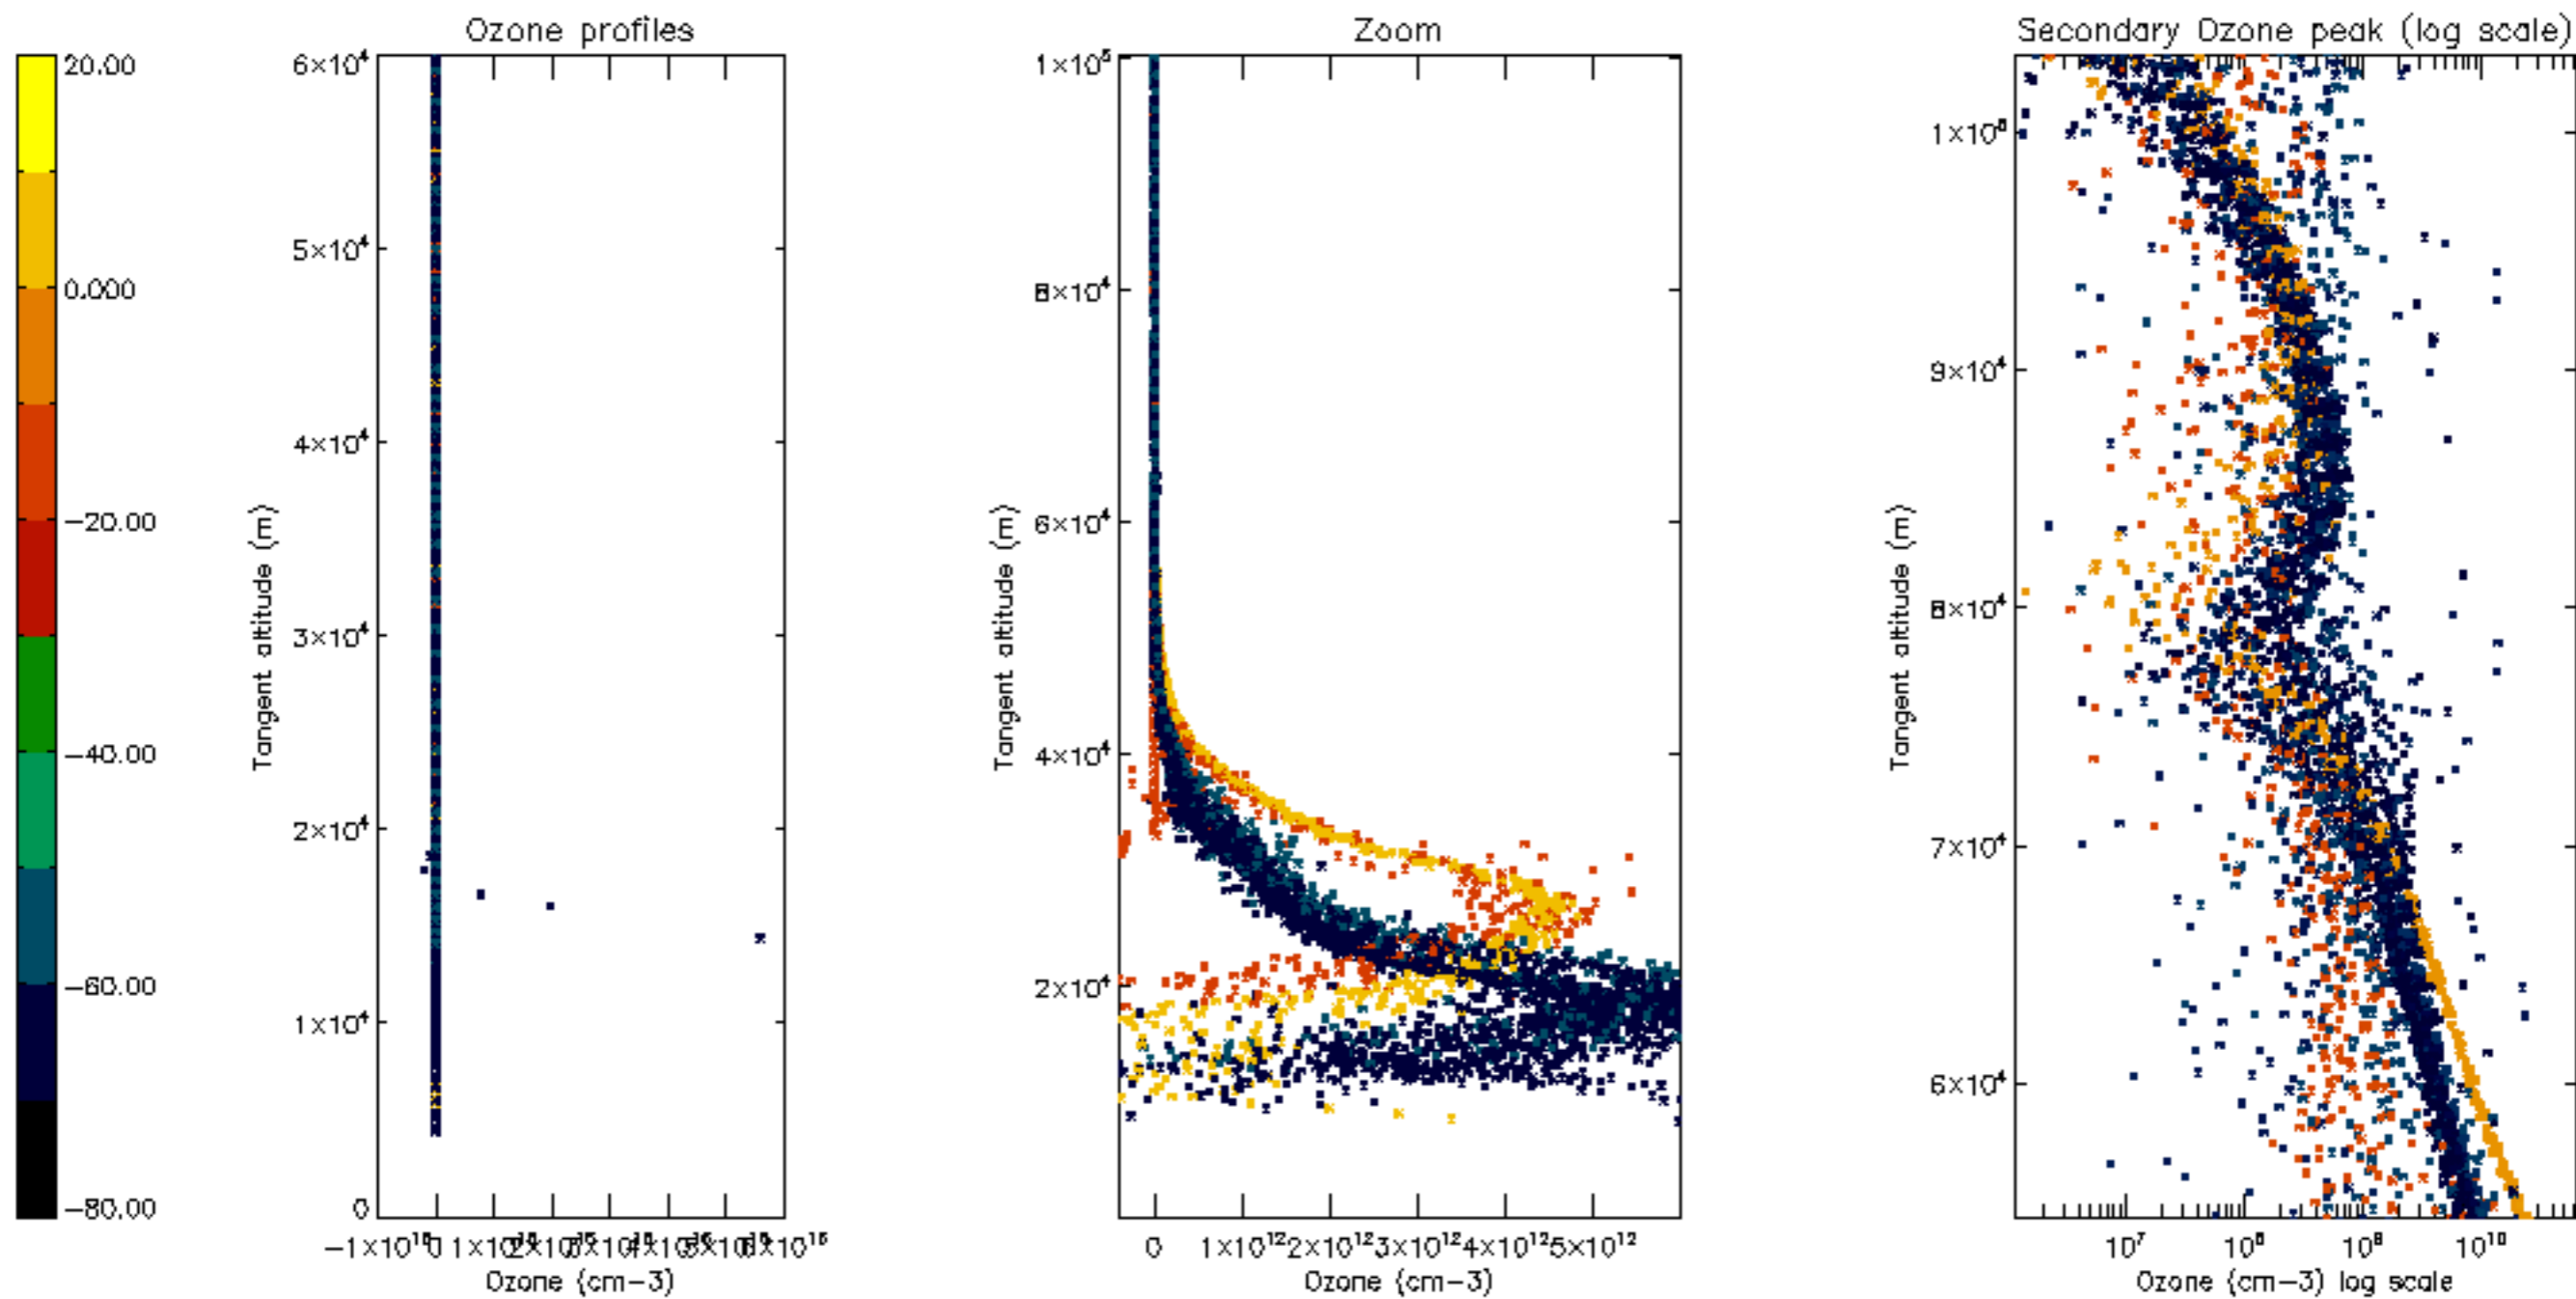 Ozone profiles
20.00
0.000
−20.00
−40.00
−60.00
−80.00
6×10⁴
5×10⁴
4×10⁴
3×10⁴
2×10⁴
1×10⁴
0
Tangent altitude (m)
0
Ozone (cm−3)
Zoom
1×10⁵
8×10⁴
6×10⁴
4×10⁴
2×10⁴
Tangent altitude (m)
0 1×10¹² 2×10¹² 3×10¹² 4×10¹² 5×10¹²
Ozone (cm−3)
Secondary Ozone peak (log scale)
1×10⁵
9×10⁴
8×10⁴
7×10⁴
6×10⁴
Tangent altitude (m)
10⁷ 10⁸ 10⁹ 10¹⁰
Ozone (cm−3) log scale